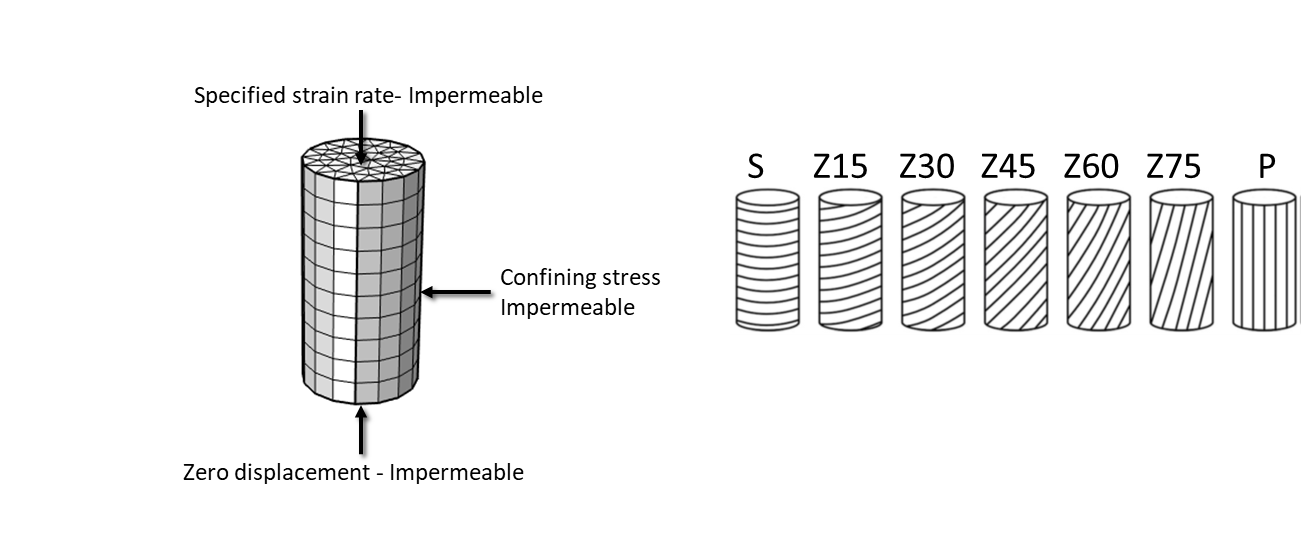 Specified strain rate- Impermeable
Confining stress
Impermeable
Zero displacement - Impermeable
S Z15 Z30 Z45 Z60 Z75 P